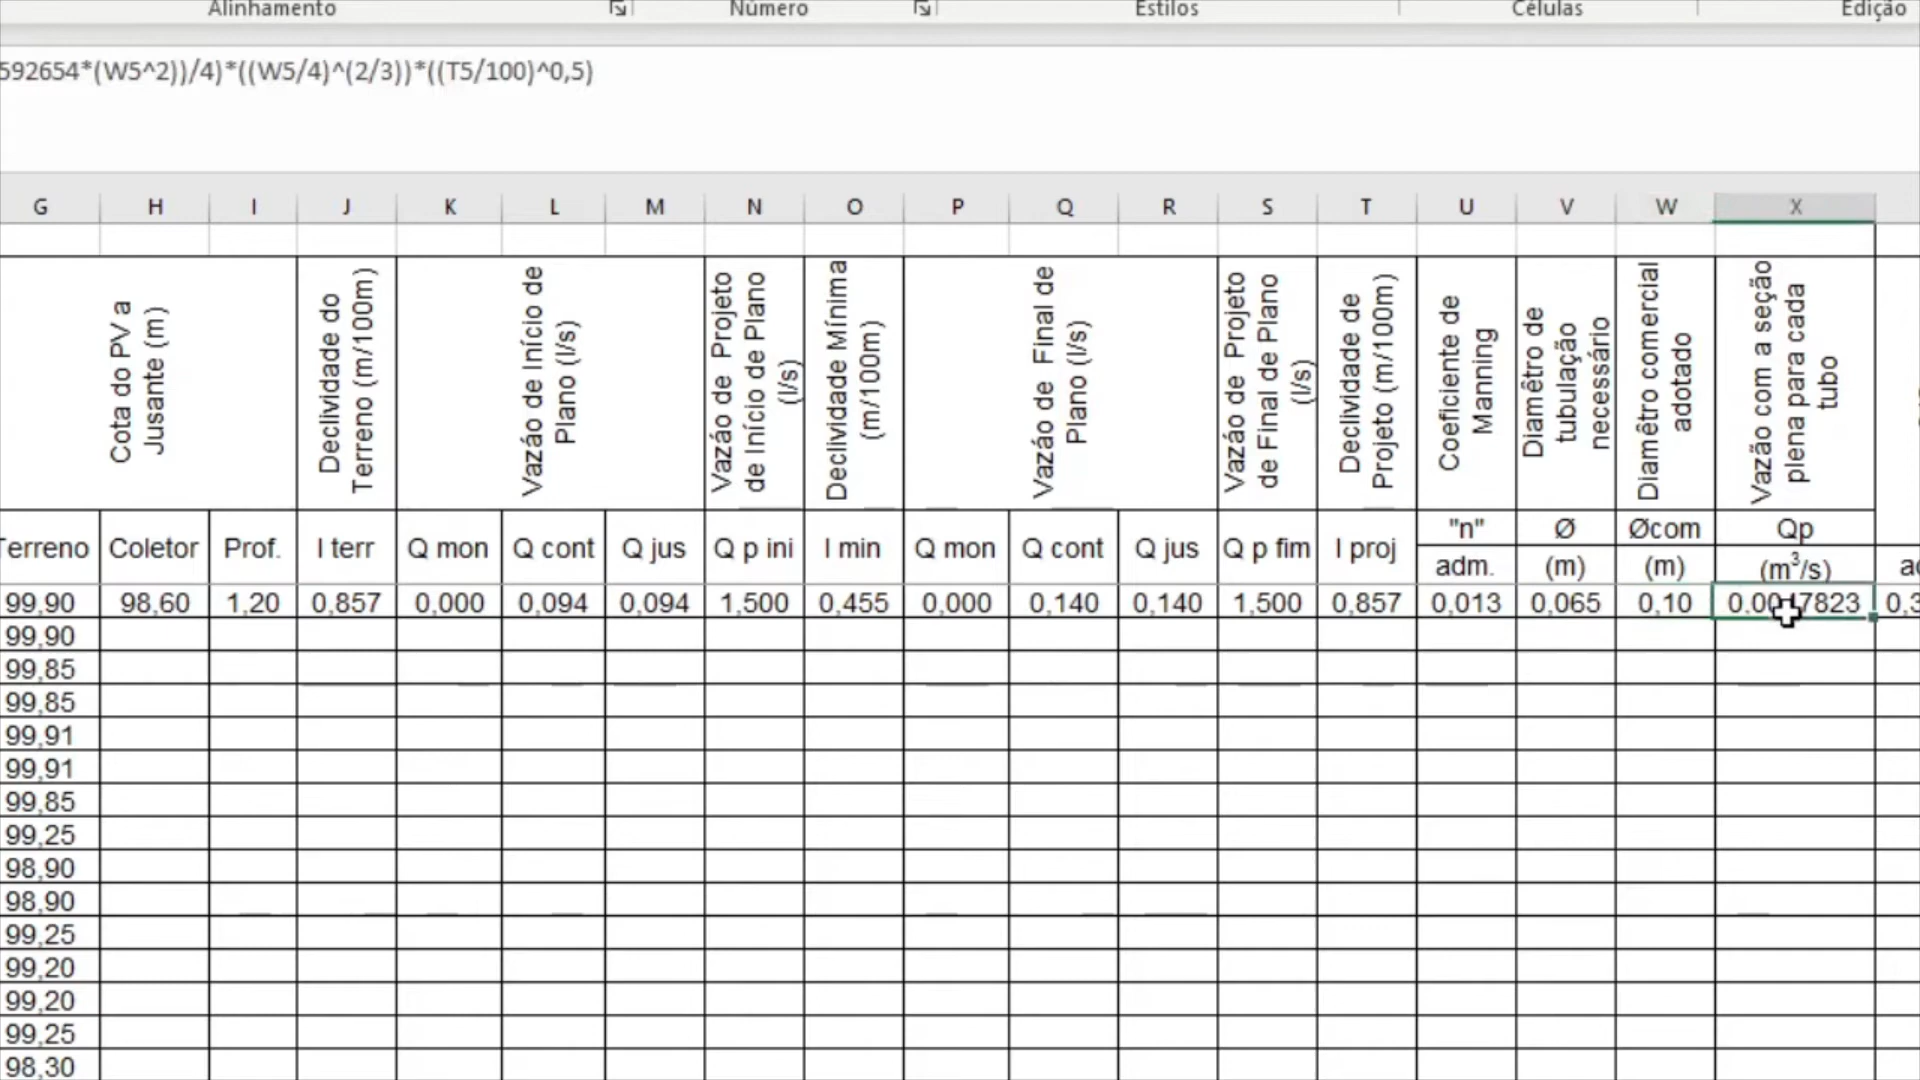 Alinhamento Número Estilos Células Edição
592654*(W5^2))/4)*((W5/4)^(2/3))*((T5/100)^0,5)
G H I J K L M N O P Q R S T U V W X
Cota do PV a
Jusante (m)
Declividade do
Terreno (m/100m)
Vazáo de Início de
Plano (l/s)
Vazáo de Projeto
de Início de Plano
(l/s)
Declividade Mínima
(m/100m)
Vazáo de Final de
Plano (l/s)
Vazáo de Projeto
de Final de Plano
(l/s)
Declividade de
Projeto (m/100m)
Coeficiente de
Manning
Diamêtro de
tubulação
necessário
Diamêtro comercial
adotado
Vazão com a seção
plena para cada
tubo
"n" Ø Øcom Qp
Terreno Coletor Prof. I terr Q mon Q cont Q jus Q p ini I min Q mon Q cont Q jus Q p fim I proj
adm. (m) (m) (m³/s)
99,90 98,60 1,20 0,857 0,000 0,094 0,094 1,500 0,455 0,000 0,140 0,140 1,500 0,857 0,013 0,065 0,10
99,90
99,85
99,85
99,91
99,91
99,85
99,25
98,90
98,90
99,25
99,20
99,20
99,25
98,30